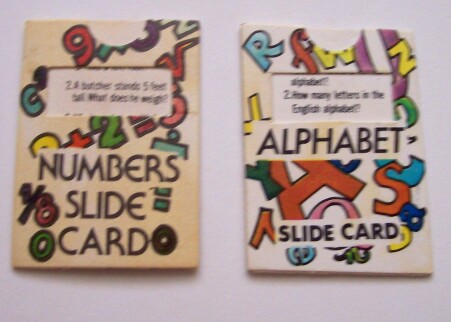 2.A butcher stands 5 feet
tall. What does he weigh?
NUMBERS
SLIDE
CARD
alphabet?
2.How many letters in the
English alphabet?
ALPHABET
SLIDE CARD